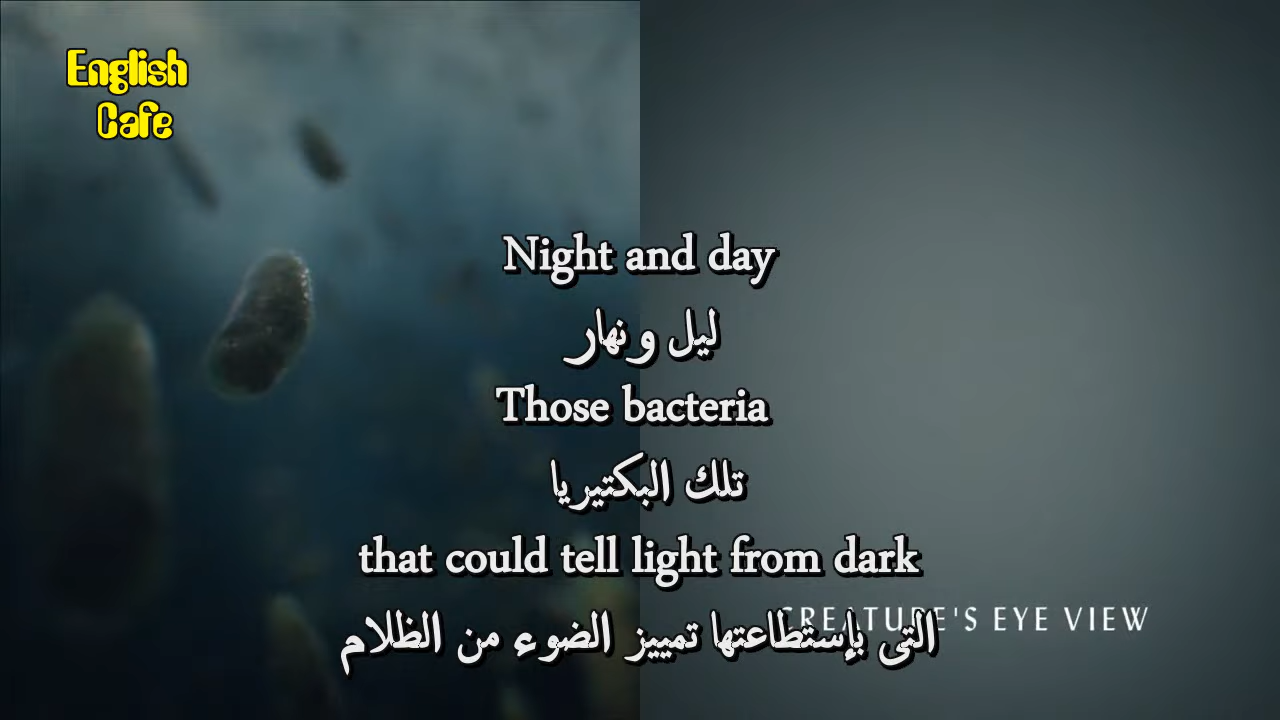 English
Cafe
Night and day
ليل و نهار
Those bacteria
تلك البكتيريا
that could tell light from dark
التى بإستطاعتها تمييز الضوء من الظلام
CREATURE'S EYE VIEW